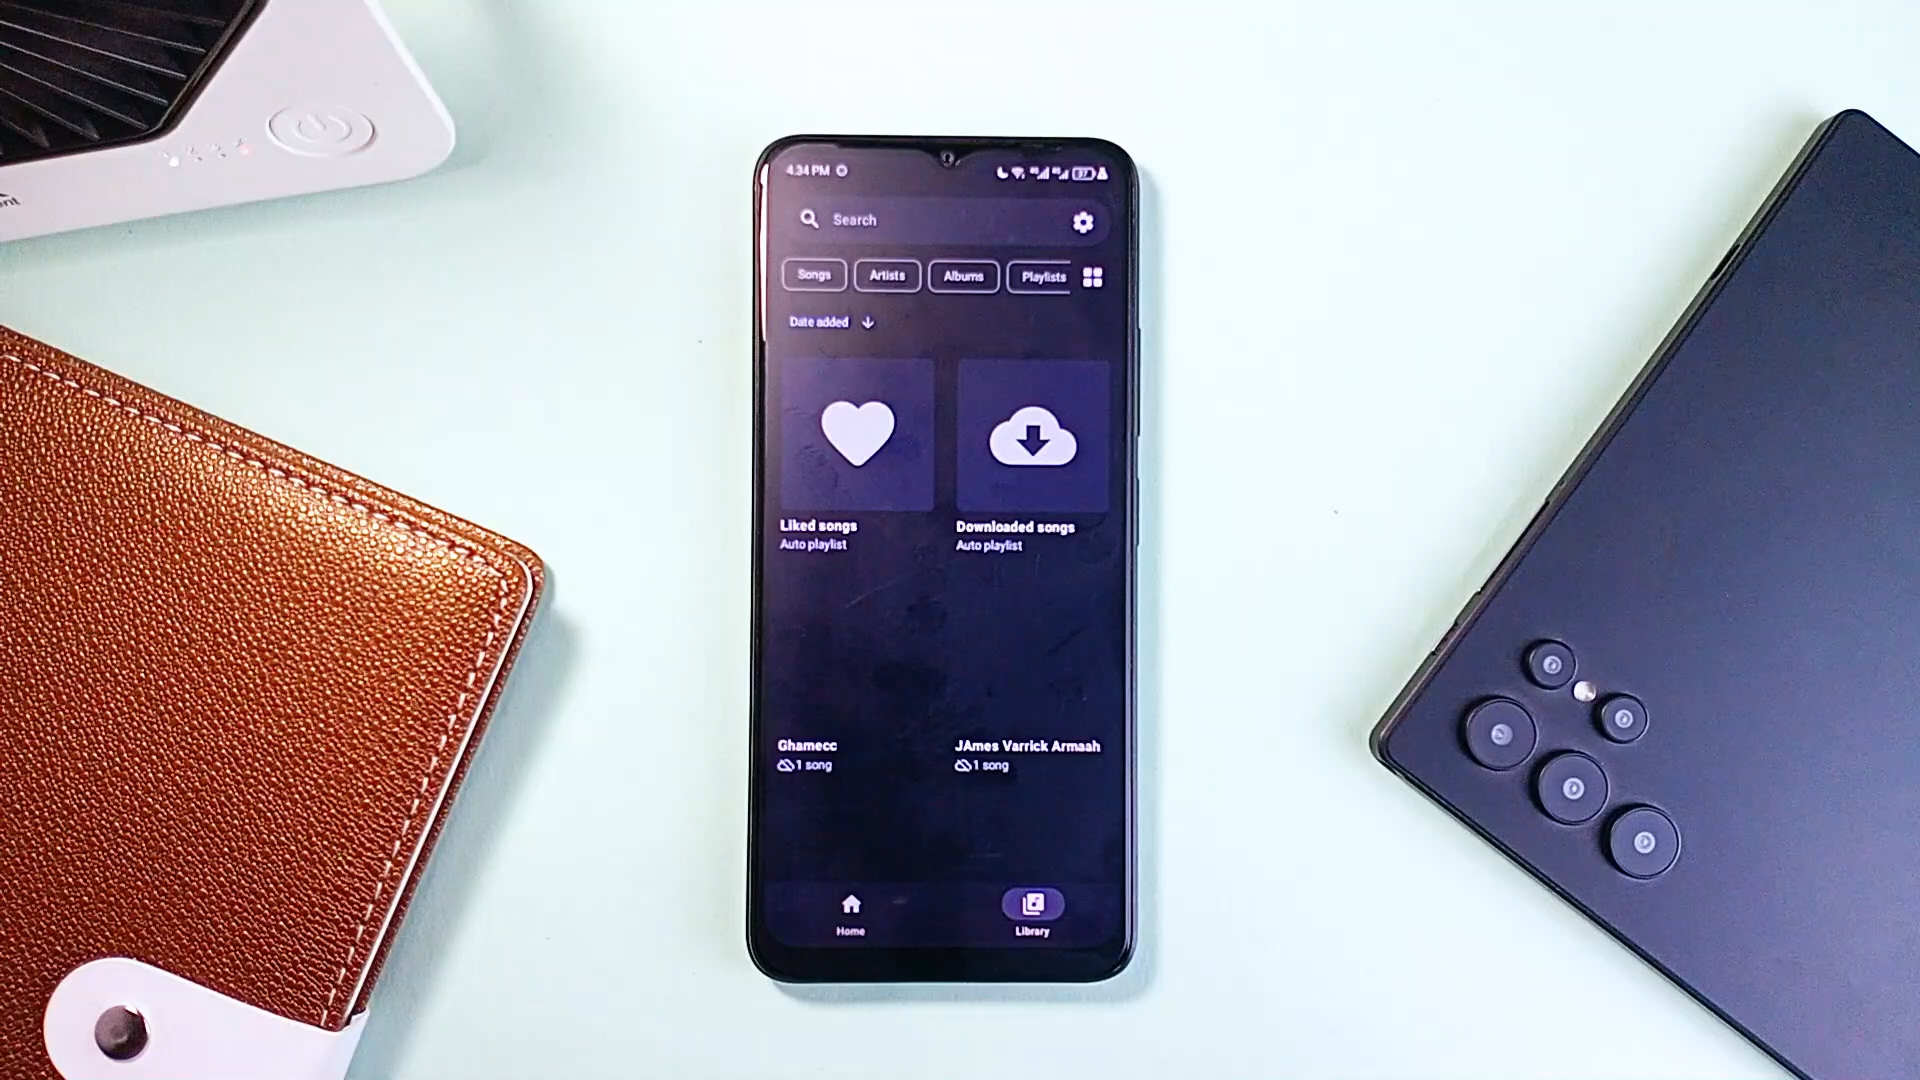 4:34 PM
37
Search
Songs
Artists
Albums
Playlists
Date added
Liked songs
Auto playlist
Downloaded songs
Auto playlist
Ghamecc
1 song
JAmes Varrick Armaah
1 song
Home
Library